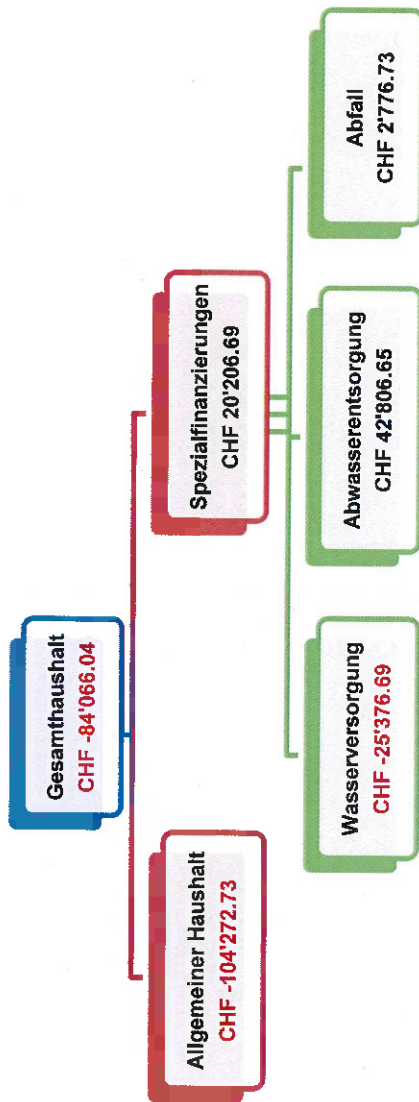 Gesamthaushalt
CHF -84'066.04
Allgemeiner Haushalt
CHF -104'272.73
Spezialfinanzierungen
CHF 20'206.69
Wasserversorgung
CHF -25'376.69
Abwasserentsorgung
CHF 42'806.65
Abfall
CHF 2'776.73